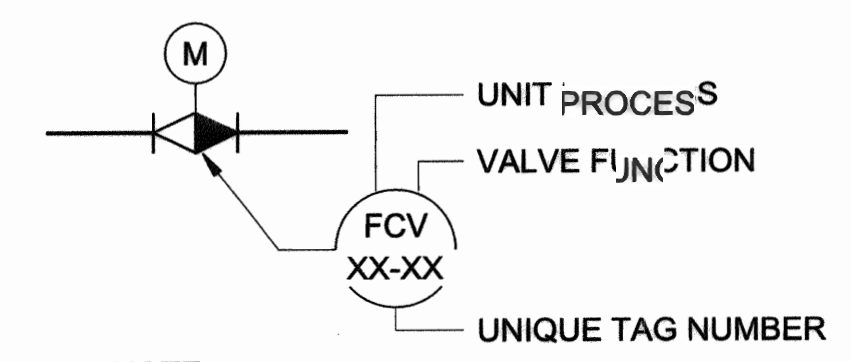 M
UNIT PROCESS
VALVE FUNCTION
FCV
XX-XX
UNIQUE TAG NUMBER